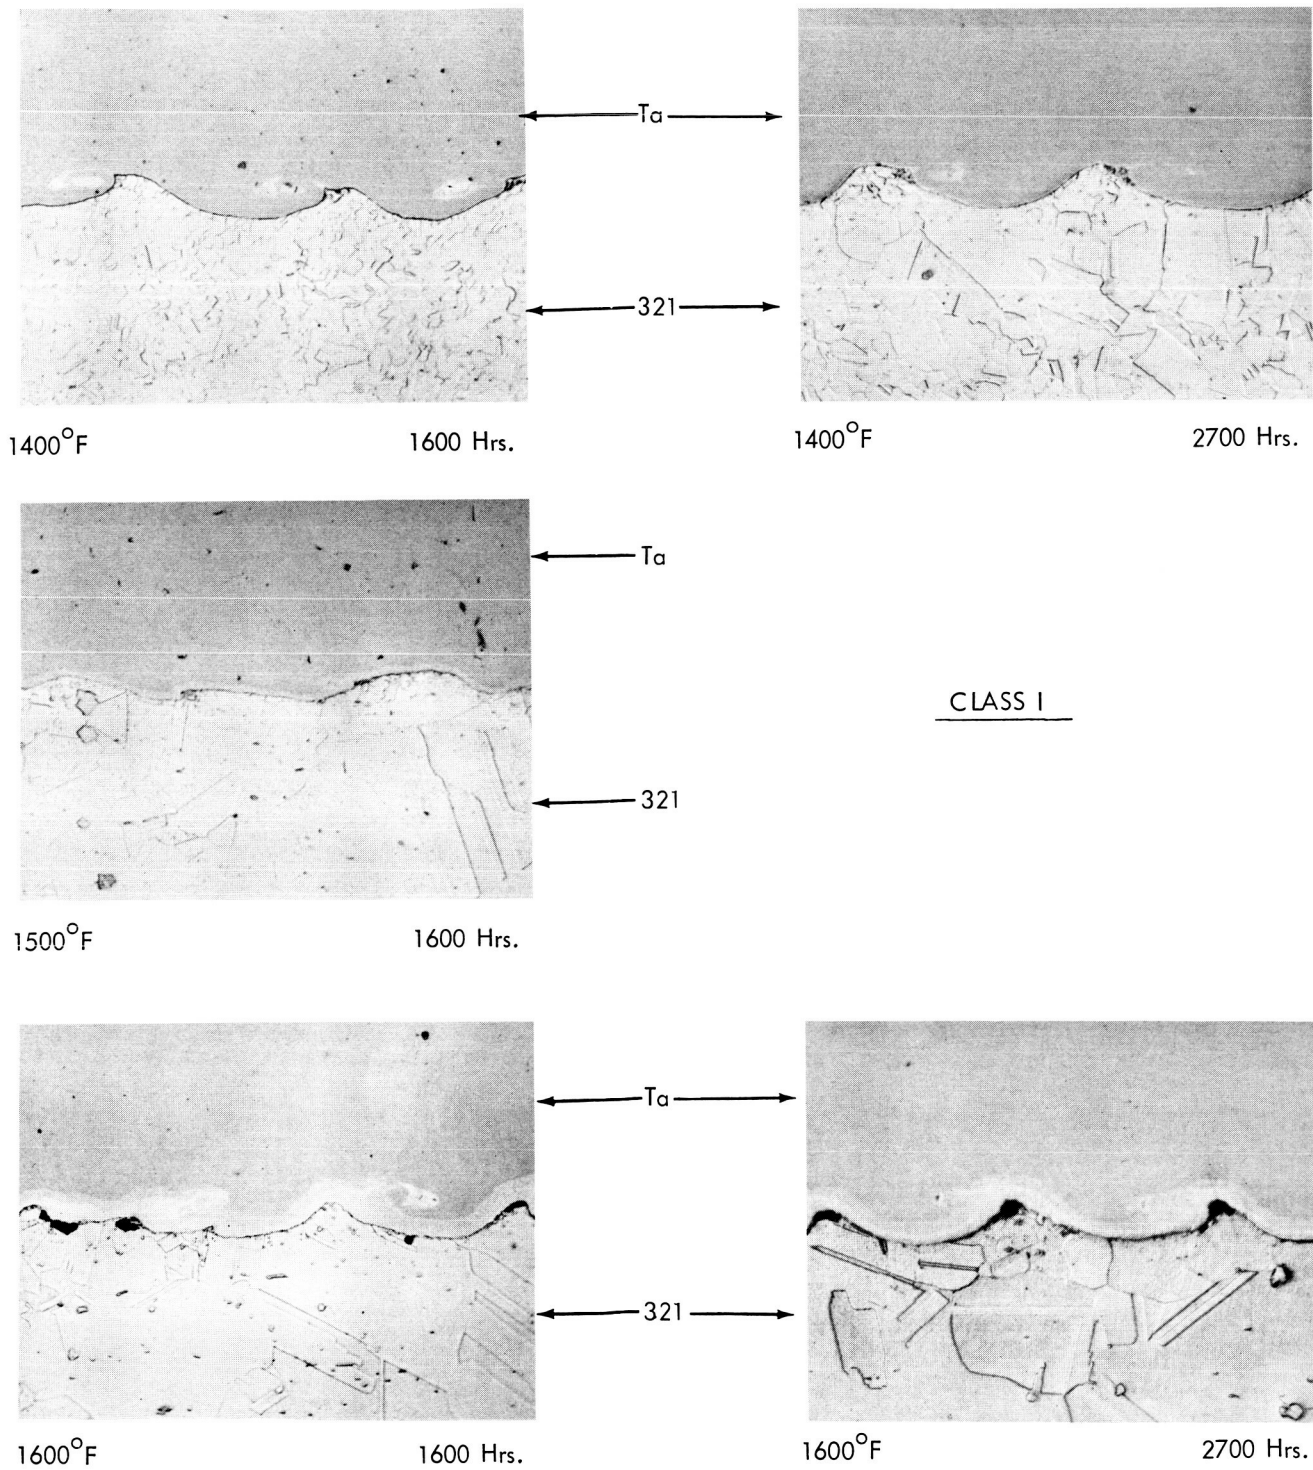 Ta
321
1400°F 1600 Hrs.
1400°F 2700 Hrs.
Ta
CLASS I
321
1500°F 1600 Hrs.
Ta
321
1600°F 1600 Hrs.
1600°F 2700 Hrs.